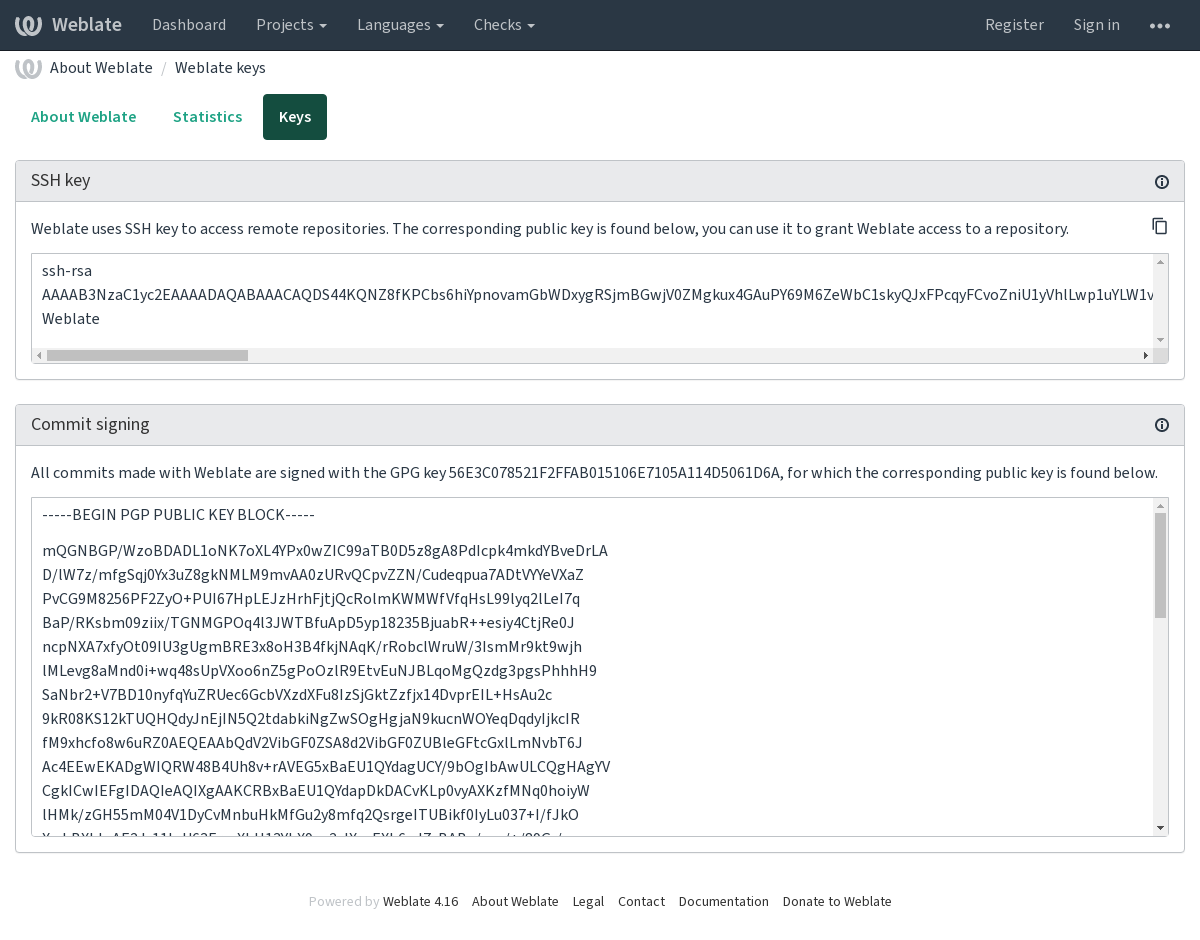 Weblate Dashboard Projects Languages Checks Register Sign in
About Weblate / Weblate keys
About Weblate Statistics Keys
SSH key
Weblate uses SSH key to access remote repositories. The corresponding public key is found below, you can use it to grant Weblate access to a repository.
ssh-rsa
AAAAB3NzaC1yc2EAAAADAQABAAACAQDS44KQNZ8fKPCbs6hiYpnovamGbWDxygRSjmBGwjV0ZMgkux4GAuPY69M6ZeWbC1skyQJxFPcqyFCvoZniU1yVhlLwp1uYLW1v
Weblate
Commit signing
All commits made with Weblate are signed with the GPG key 56E3C078521F2FFAB015106E7105A114D5061D6A, for which the corresponding public key is found below.
-----BEGIN PGP PUBLIC KEY BLOCK-----
mQGNBGP/WzoBDADL1oNK7oXL4YPx0wZIC99aTB0D5z8gA8PdIcpk4mkdYBveDrLA
D/lW7z/mfgSqj0Yx3uZ8gkNMLM9mvAA0zURvQCpvZZN/Cudeqpua7ADtVYYeVXaZ
PvCG9M8256PF2ZyO+PUI67HpLEJzHrhFjtjQcRolmKWMWfVfqHsL99lyq2lLeI7q
BaP/RKsbm09ziix/TGNMGPOq4l3JWTBfuApD5yp18235BjuabR++esiy4CtjRe0J
ncpNXA7xfyOt09IU3gUgmBRE3x8oH3B4fkjNAqK/rRobclWruW/3IsmMr9kt9wjh
lMLevg8aMnd0i+wq48sUpVXoo6nZ5gPoOzlR9EtvEuNJBLqoMgQzdg3pgsPhhhH9
SaNbr2+V7BD10nyfqYuZRUec6GcbVXzdXFu8IzSjGktZzfjx14DvprEIL+HsAu2c
9kR08KS12kTUQHQdyJnEjIN5Q2tdabkiNgZwSOgHgjaN9kucnWOYeqDqdyIjkcIR
fM9xhcfo8w6uRZ0AEQEAAbQdV2VibGF0ZSA8d2VibGF0ZUBleGFtcGxlLmNvbT6J
Ac4EEwEKADgWIQRW48B4Uh8v+rAVEG5xBaEU1QYdagUCY/9bOgIbAwULCQgHAgYV
CgkICwIEFgIDAQIeAQIXgAAKCRBxBaEU1QYdapDkDACvKLp0vyAXKzfMNq0hoiyW
lHMk/zGH55mM04V1DyCvMnbuHkMfGu2y8mfq2QsrgeITUBikf0IyLu037+I/fJkO
Powered by Weblate 4.16 About Weblate Legal Contact Documentation Donate to Weblate